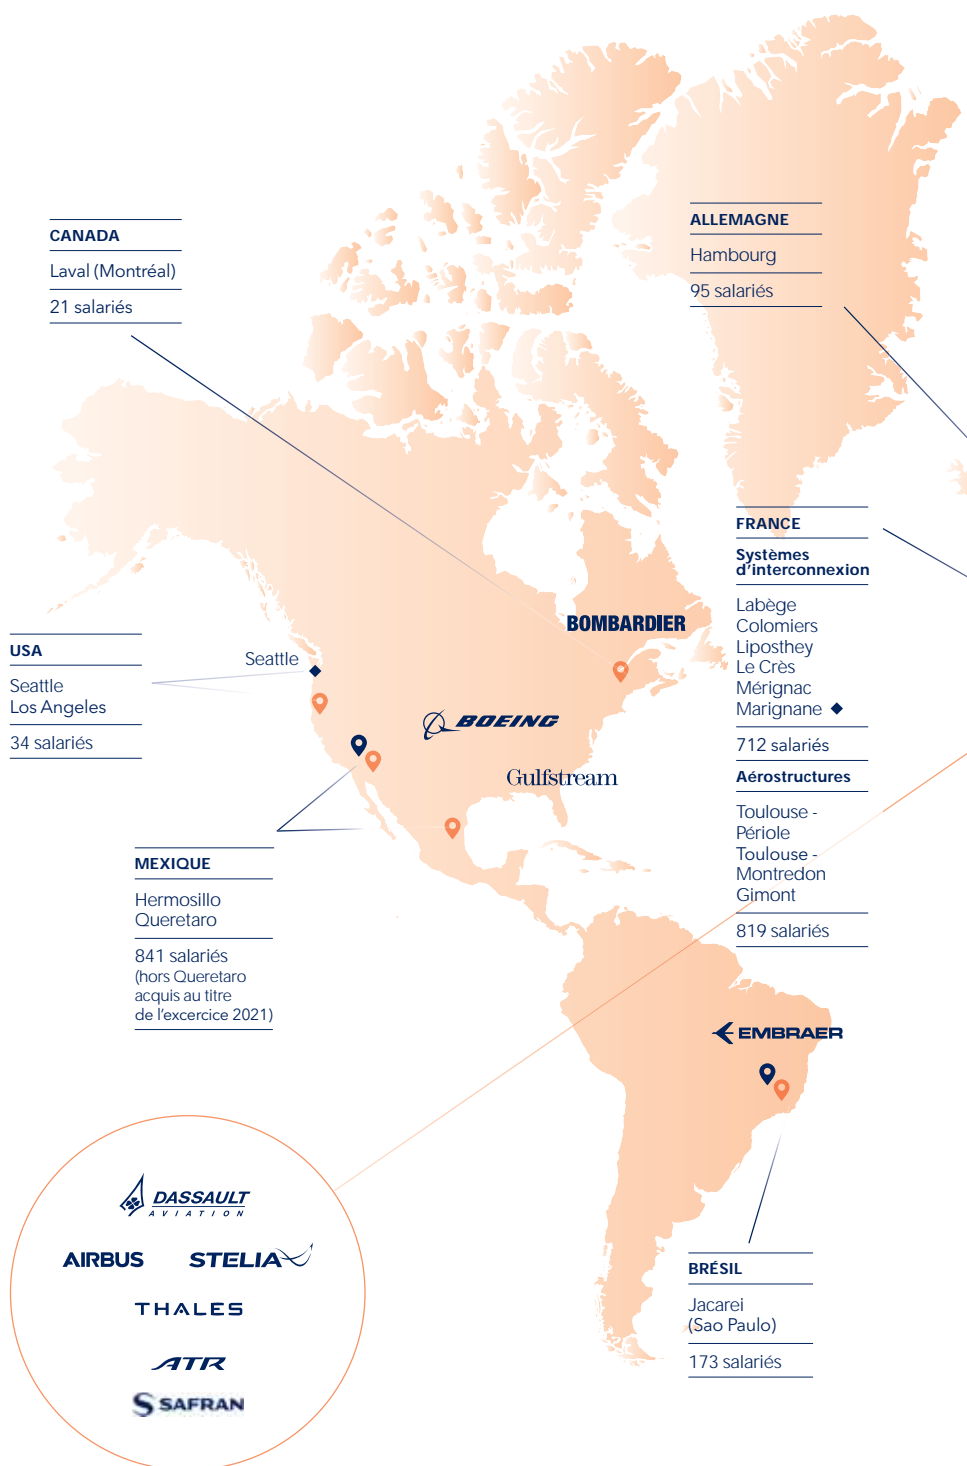 CANADA
Laval (Montréal)
21 salariés
ALLEMAGNE
Hambourg
95 salariés
FRANCE
Systèmes
d'interconnexion
Labège
Colomiers
Liposthey
Le Crès
Mérignac
Marignane
712 salariés
Aérostructures
Toulouse -
Périole
Toulouse -
Montredon
Gimont
819 salariés
BOMBARDIER
USA
Seattle
Los Angeles
34 salariés
Seattle
BOEING
Gulfstream
MEXIQUE
Hermosillo
Queretaro
841 salariés
(hors Queretaro
acquis au titre
de l'excercice 2021)
EMBRAER
BRÉSIL
Jacarei
(Sao Paulo)
173 salariés
DASSAULT
AVIATION
AIRBUS
STELIA
THALES
ATR
SAFRAN